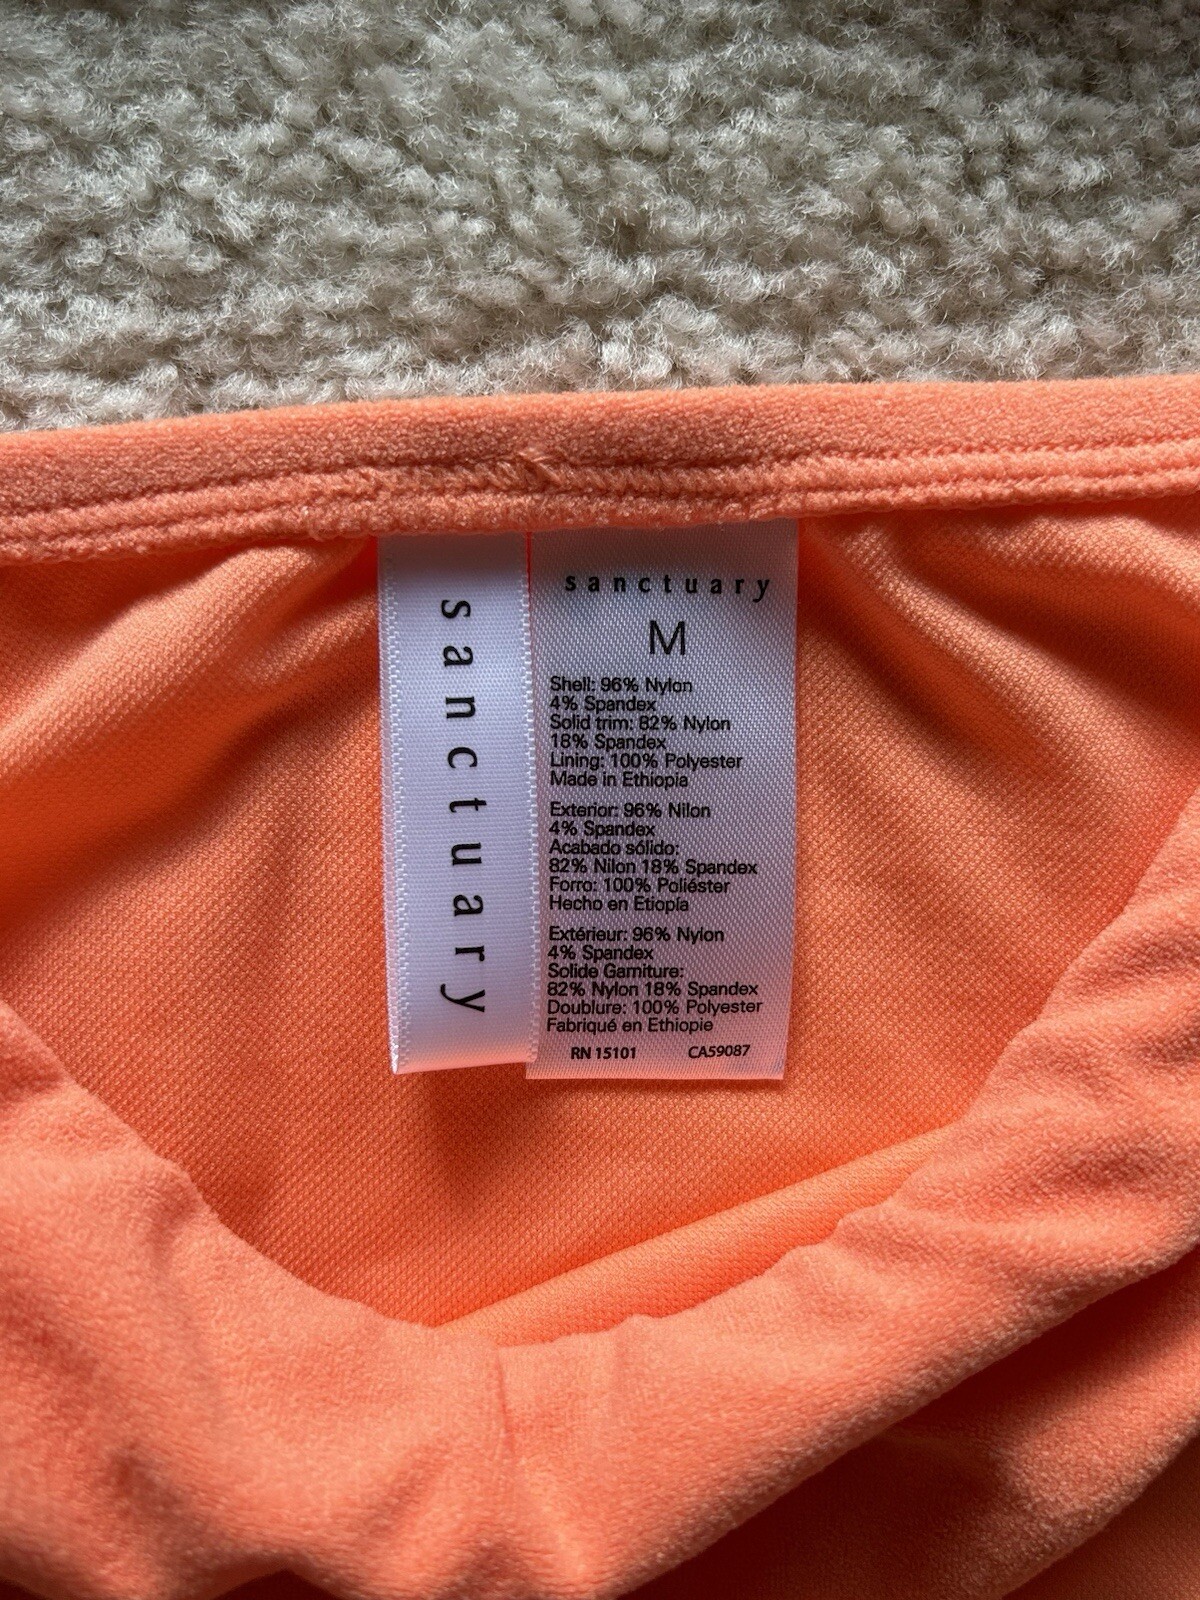 sanctuary
sanctuary
M
Shell: 96% Nylon
4% Spandex
Solid trim: 82% Nylon
18% Spandex
Lining: 100% Polyester
Made in Ethiopia
Exterior: 96% Nilon
4% Spandex
Acabado sólido:
82% Nilon 18% Spandex
Forro: 100% Poliéster
Hecho en Etiopía
Extérieur: 96% Nylon
4% Spandex
Solide Garniture:
82% Nylon 18% Spandex
Doublure: 100% Polyester
Fabriqué en Ethiopie
RN 15101 CA59087